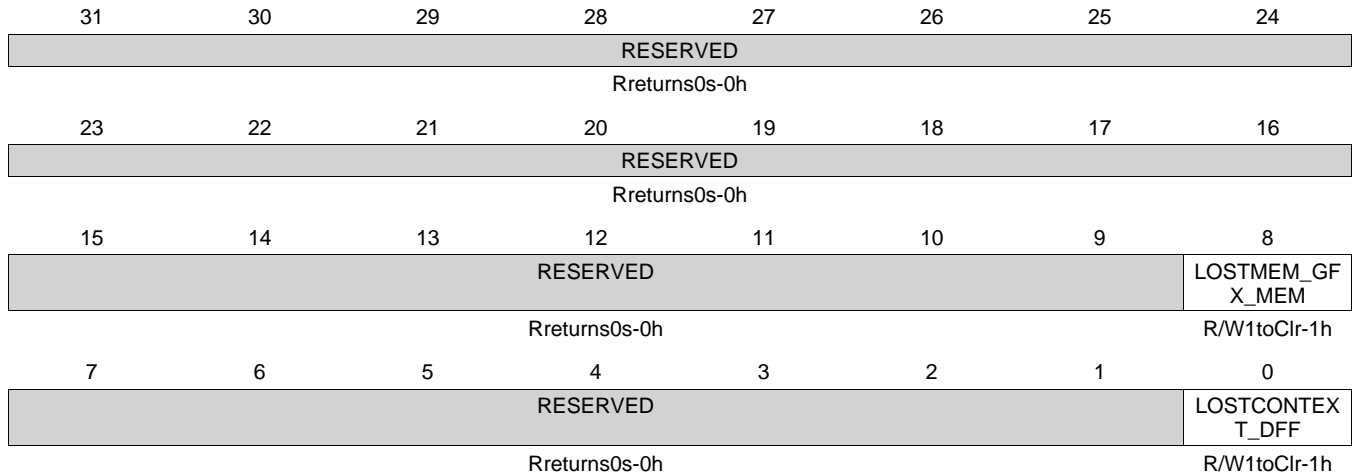 31 30 29 28 27 26 25 24
RESERVED
Rreturns0s-0h
23 22 21 20 19 18 17 16
RESERVED
Rreturns0s-0h
15 14 13 12 11 10 9 8
RESERVED LOSTMEM_GF
X_MEM
Rreturns0s-0h R/W1toClr-1h
7 6 5 4 3 2 1 0
RESERVED LOSTCONTEX
T_DFF
Rreturns0s-0h R/W1toClr-1h